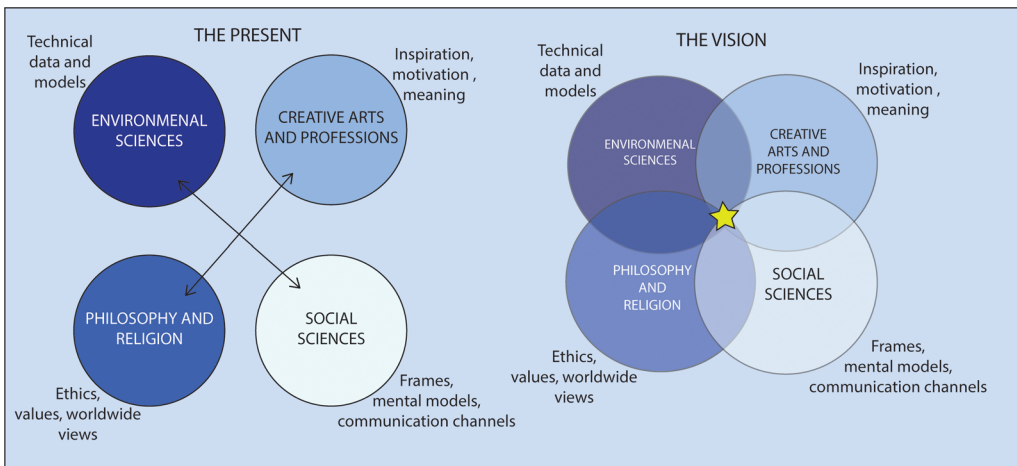 THE PRESENT
Technical
data and
models
Inspiration,
motivation ,
meaning
ENVIRONMENAL
SCIENCES
CREATIVE ARTS
AND PROFESSIONS
PHILOSOPHY AND
RELIGION
SOCIAL
SCIENCES
Ethics,
values, worldwide
views
Frames,
mental models,
communication channels
THE VISION
Technical
data and
models
Inspiration,
motivation ,
meaning
ENVIRONMENAL
SCIENCES
CREATIVE
ARTS AND
PROFESSIONS
PHILOSOPHY
AND
RELIGION
SOCIAL
SCIENCES
Ethics,
values, worldwide
views
Frames,
mental models,
communication channels